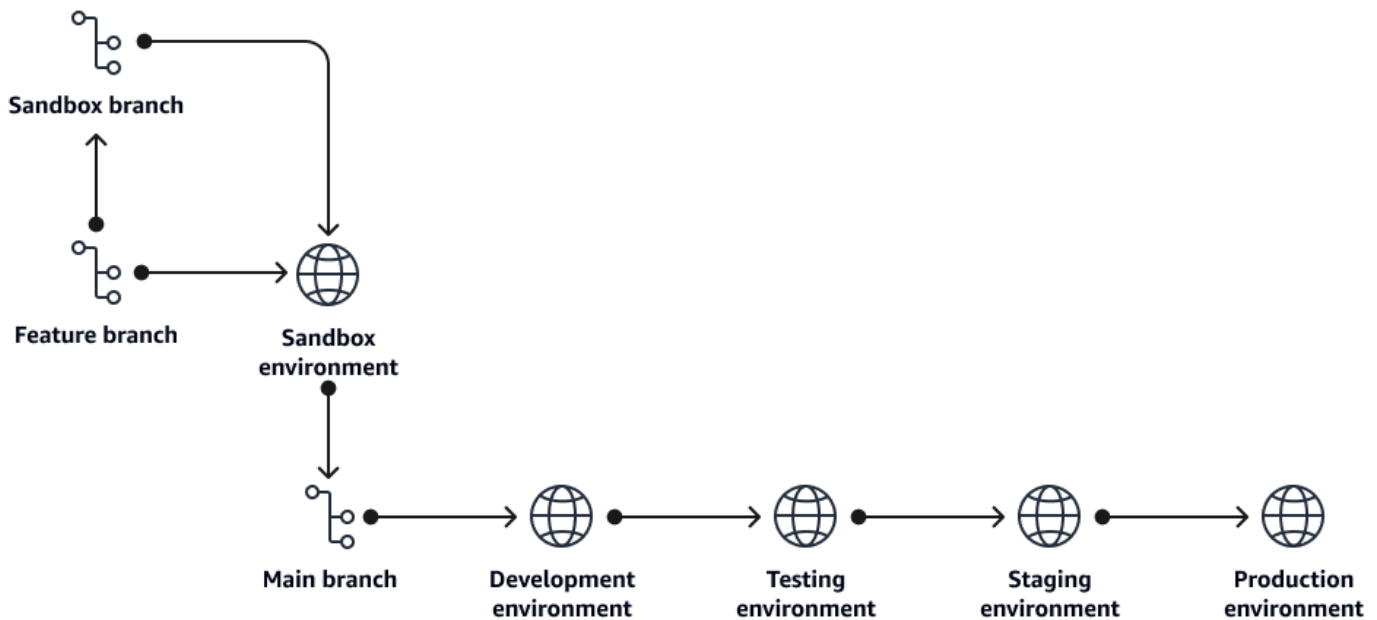 Sandbox branch
Feature branch
Sandbox
environment
Main branch
Development
environment
Testing
environment
Staging
environment
Production
environment